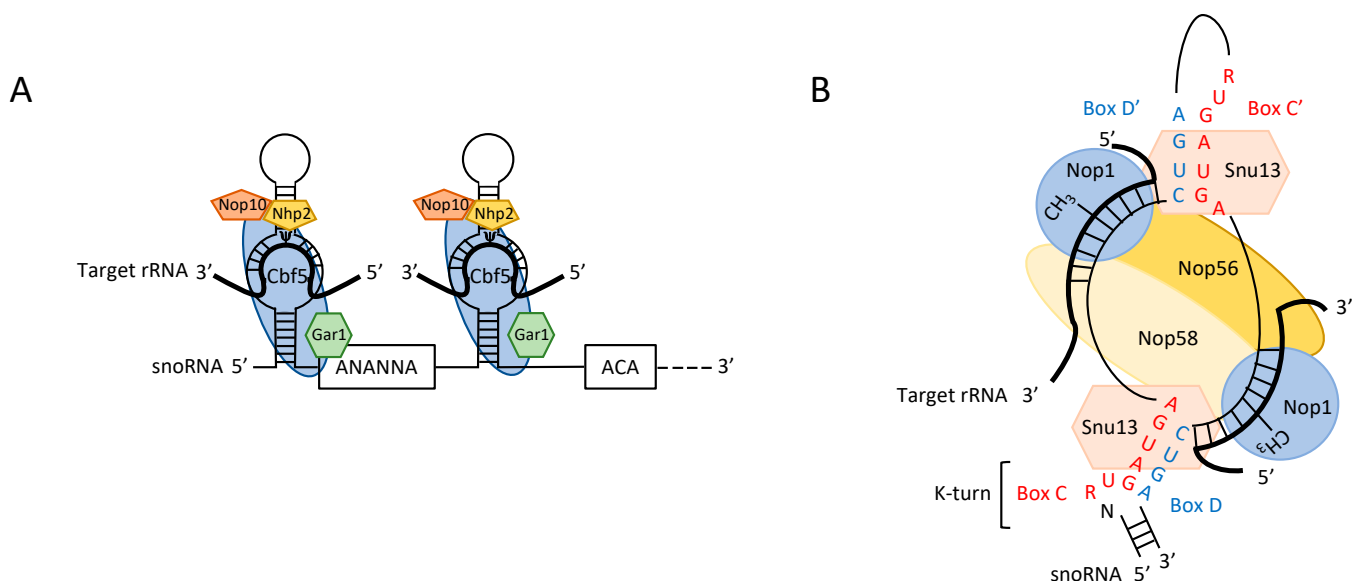 A
Nop10
Nhp2
Nop10
Nhp2
Target rRNA 3’
Cbf5
5’
3’
Cbf5
5’
Gar1
Gar1
snoRNA 5’
ANANNA
ACA
3’
B
R
U
Box D’
A
G
Box C’
5’
G
A
Nop1
U
U
Snu13
CH3
C
G
A
Nop56
3’
Nop58
Target rRNA 3’
Nop1
CH3
Snu13
A
G
U
A
G
C
U
G
A
5’
K-turn
Box C
R
U
N
Box D
snoRNA 5’
3’